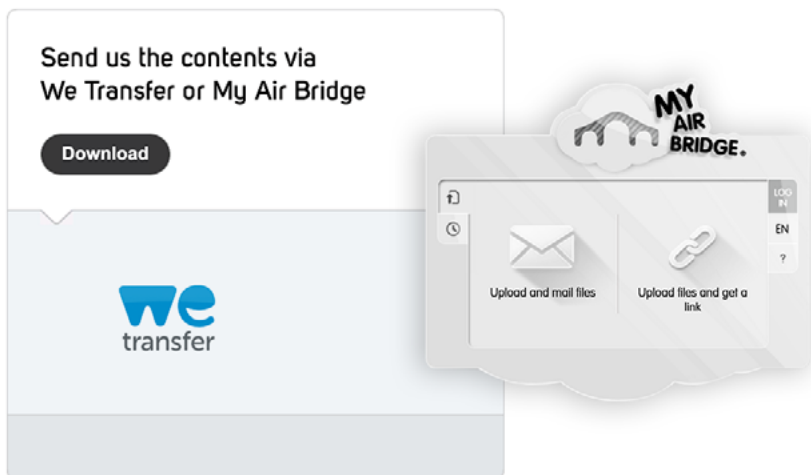 Send us the contents via
We Transfer or My Air Bridge
Download
we
transfer
MY
AIR
BRIDGE.
LOG
IN
EN
?
Upload and mail files
Upload files and get a
link